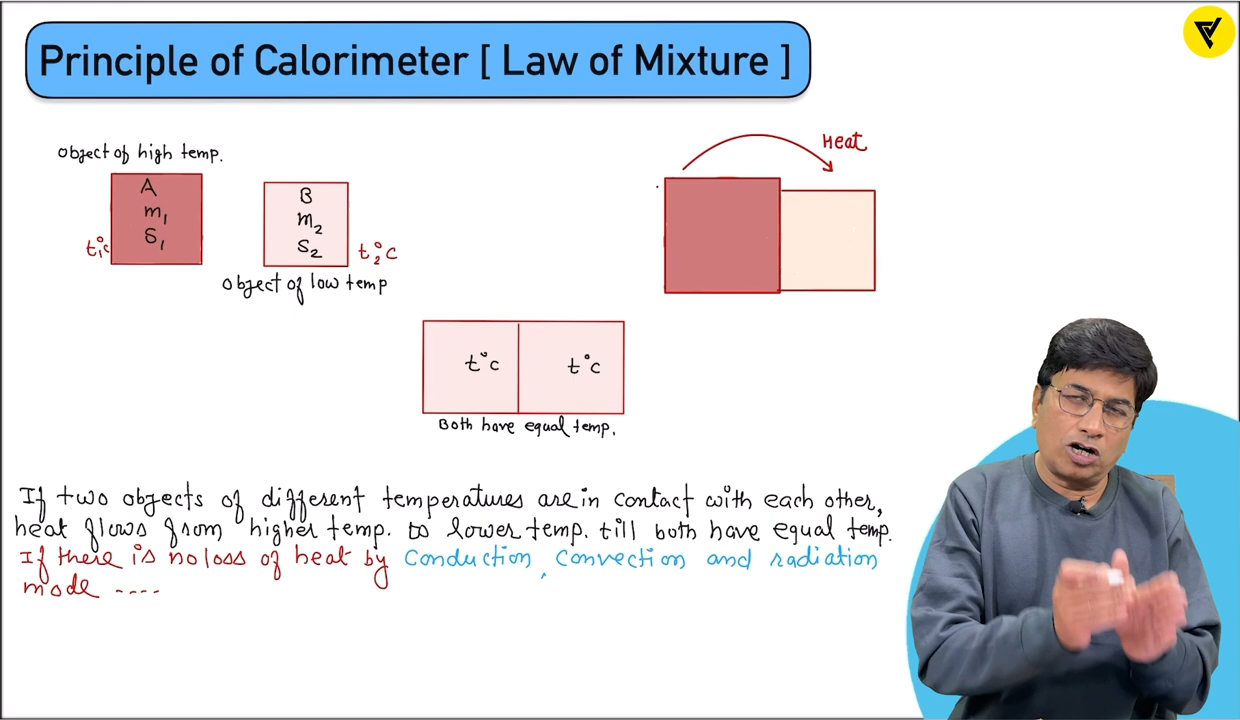 Principle of Calorimeter [ Law of Mixture ]
object of high temp.
A
m₁
S₁
t₁°c
B
m₂
S₂
t₂°c
object of low temp
Heat
t°c
t°c
Both have equal temp.
If two objects of different temperatures are in contact with each other,
heat flows from higher temp. to lower temp. till both have equal temp.
If there is no loss of heat by conduction, convection and radiation
mode ----